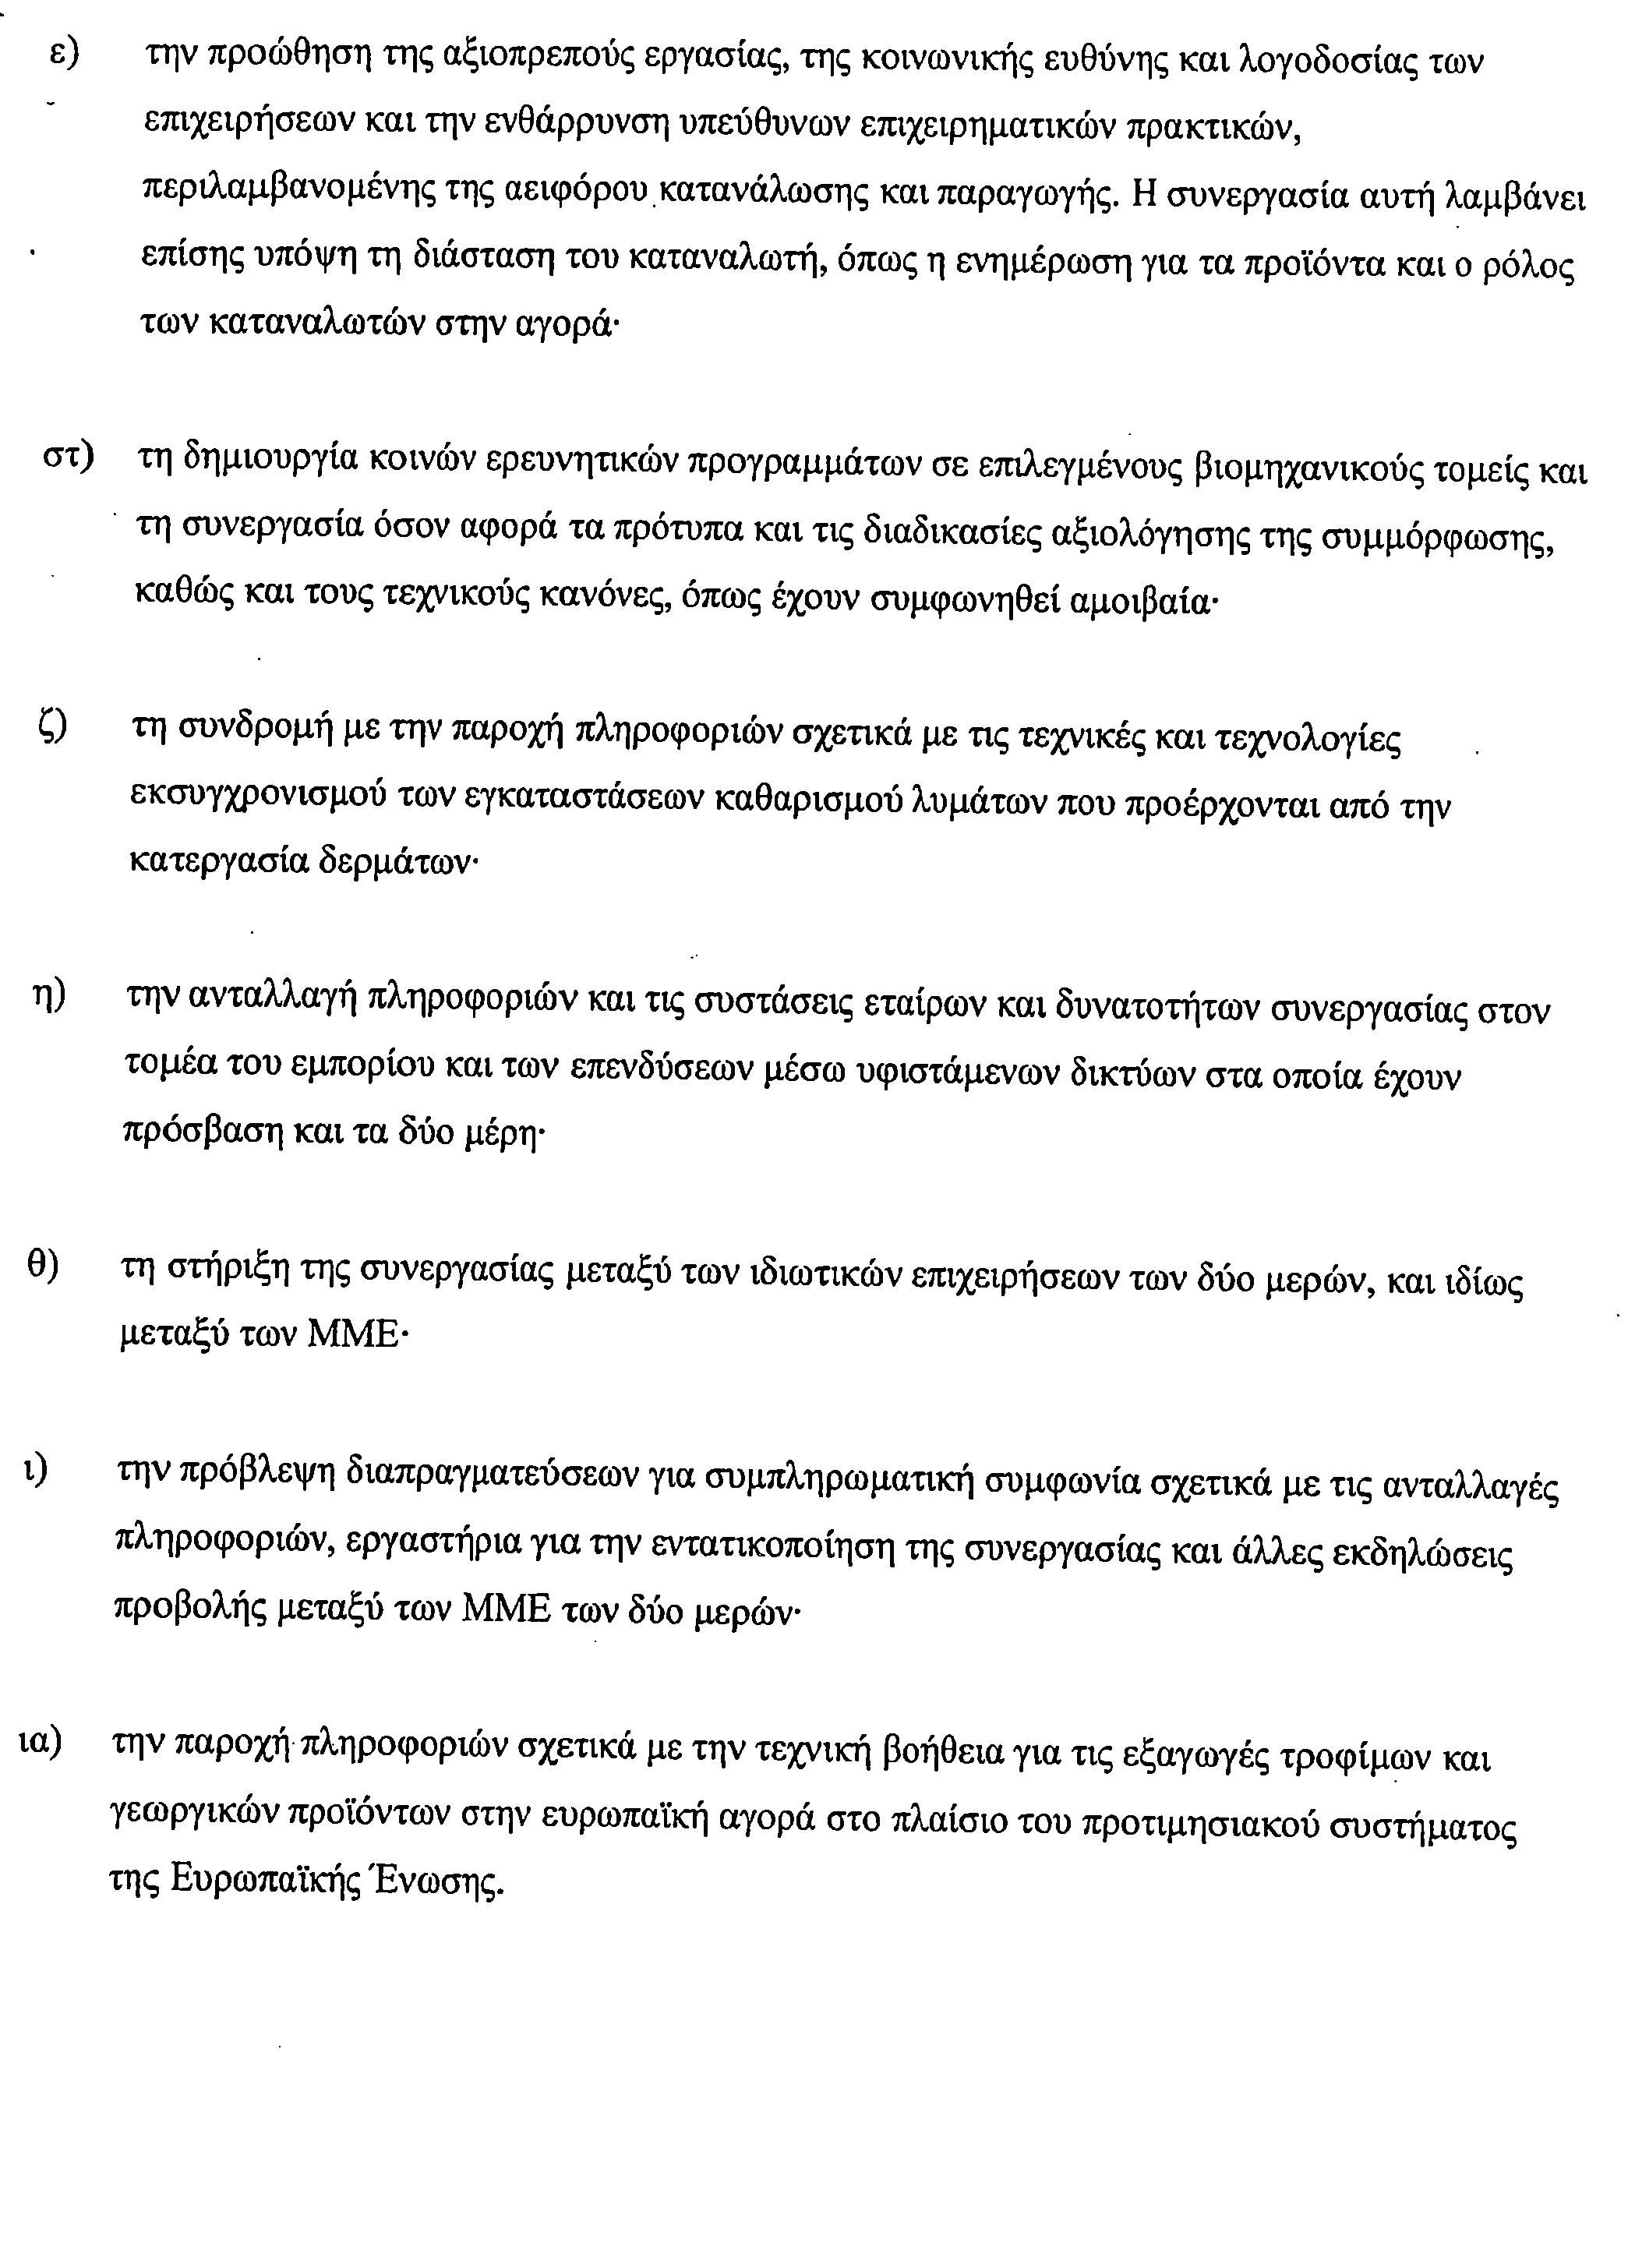 ε) την προώθηση της αξιοπρεπούς εργασίας, της κοινωνικής ευθύνης και λογοδοσίας των
επιχειρήσεων και την ενθάρρυνση υπεύθυνων επιχειρηματικών πρακτικών,
περιλαμβανομένης της αειφόρου κατανάλωσης και παραγωγής. Η συνεργασία αυτή λαμβάνει
επίσης υπόψη τη διάσταση του καταναλωτή, όπως η ενημέρωση για τα προϊόντα και ο ρόλος
των καταναλωτών στην αγορά·
στ) τη δημιουργία κοινών ερευνητικών προγραμμάτων σε επιλεγμένους βιομηχανικούς τομείς και
τη συνεργασία όσον αφορά τα πρότυπα και τις διαδικασίες αξιολόγησης της συμμόρφωσης,
καθώς και τους τεχνικούς κανόνες, όπως έχουν συμφωνηθεί αμοιβαία·
ζ) τη συνδρομή με την παροχή πληροφοριών σχετικά με τις τεχνικές και τεχνολογίες
εκσυγχρονισμού των εγκαταστάσεων καθαρισμού λυμάτων που προέρχονται από την
κατεργασία δερμάτων·
η) την ανταλλαγή πληροφοριών και τις συστάσεις εταίρων και δυνατοτήτων συνεργασίας στον
τομέα του εμπορίου και των επενδύσεων μέσω υφιστάμενων δικτύων στα οποία έχουν
πρόσβαση και τα δύο μέρη·
θ) τη στήριξη της συνεργασίας μεταξύ των ιδιωτικών επιχειρήσεων των δύο μερών, και ιδίως
μεταξύ των ΜΜΕ·
ι) την πρόβλεψη διαπραγματεύσεων για συμπληρωματική συμφωνία σχετικά με τις ανταλλαγές
πληροφοριών, εργαστήρια για την εντατικοποίηση της συνεργασίας και άλλες εκδηλώσεις
προβολής μεταξύ των ΜΜΕ των δύο μερών·
ια) την παροχή πληροφοριών σχετικά με την τεχνική βοήθεια για τις εξαγωγές τροφίμων και
γεωργικών προϊόντων στην ευρωπαϊκή αγορά στο πλαίσιο του προτιμησιακού συστήματος
της Ευρωπαϊκής Ένωσης.